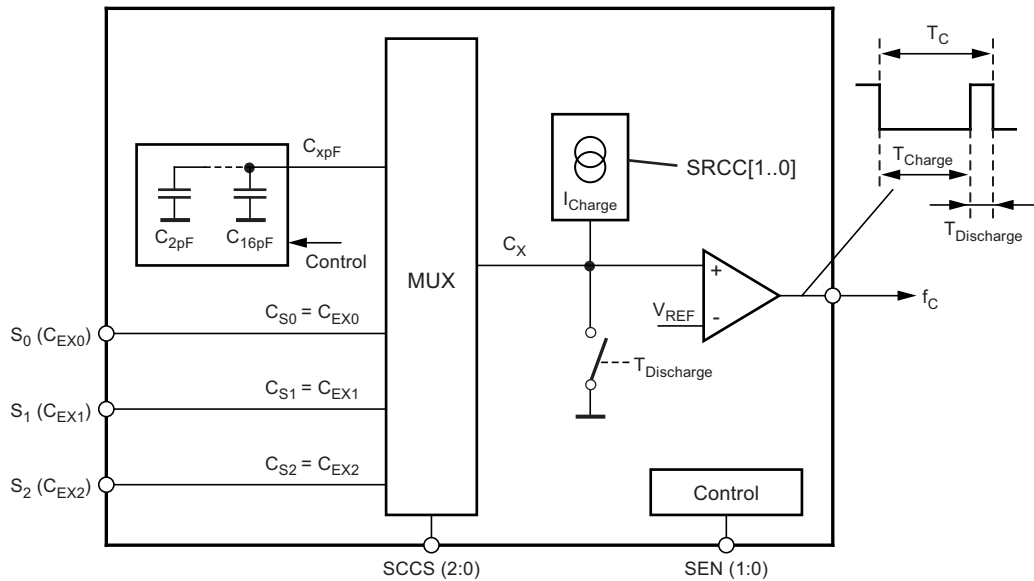 T_C
C_xpF
SRCC[1..0]
I_Charge
T_Charge
C_2pF
C_16pF
T_Discharge
Control
C_X
MUX
+
f_C
V_REF
-
S_0 (C_EX0)
C_S0 = C_EX0
T_Discharge
S_1 (C_EX1)
C_S1 = C_EX1
S_2 (C_EX2)
C_S2 = C_EX2
Control
SCCS (2:0)
SEN (1:0)